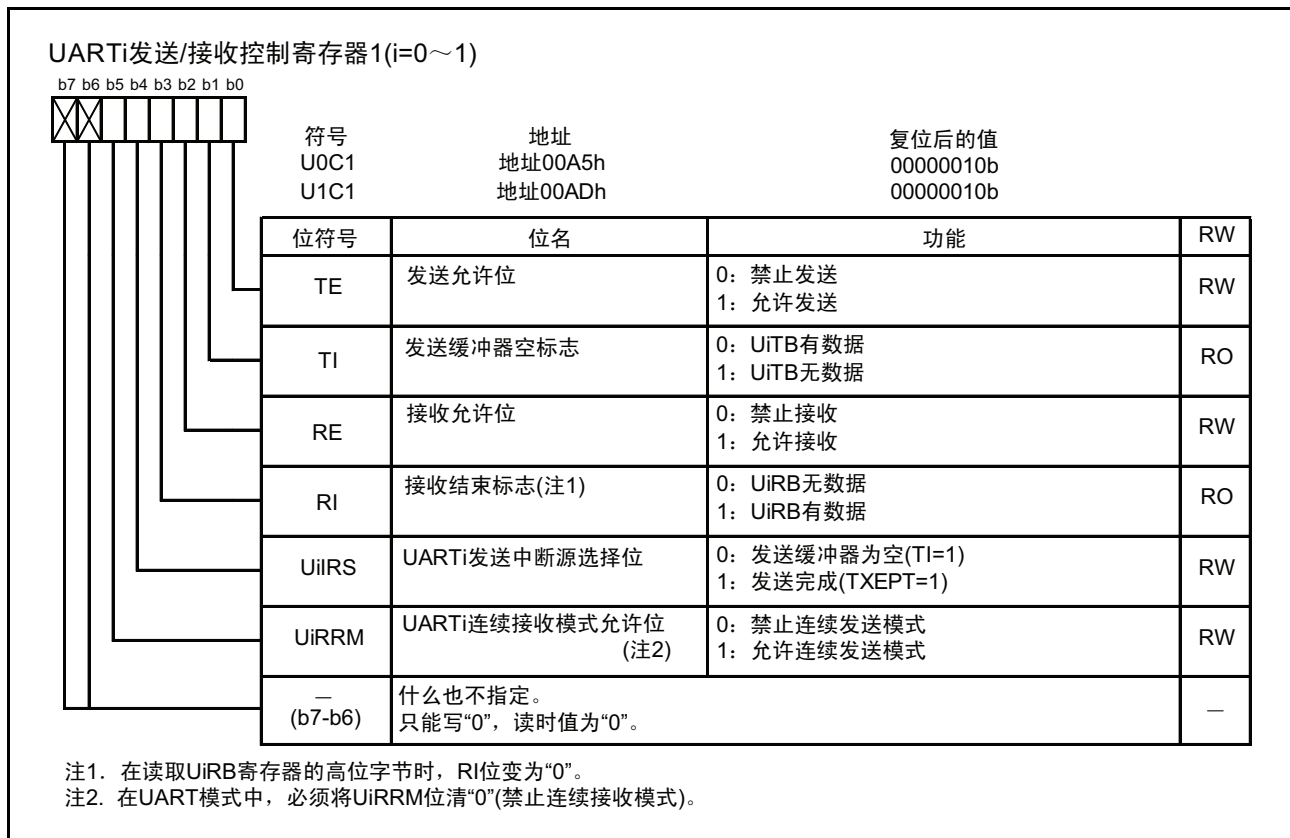 UARTi发送/接收控制寄存器1(i=0～1)
b7 b6 b5 b4 b3 b2 b1 b0
符号 地址 复位后的值
U0C1 地址00A5h 00000010b
U1C1 地址00ADh 00000010b
位符号 位名 功能 RW
TE 发送允许位 0：禁止发送 RW
1：允许发送
TI 发送缓冲器空标志 0：UiTB有数据 RO
1：UiTB无数据
RE 接收允许位 0：禁止接收 RW
1：允许接收
RI 接收结束标志(注1) 0：UiRB无数据 RO
1：UiRB有数据
UiIRS UARTi发送中断源选择位 0：发送缓冲器为空(TI=1) RW
1：发送完成(TXEPT=1)
UiRRM UARTi连续接收模式允许位 0：禁止连续发送模式 RW
(注2) 1：允许连续发送模式
— 什么也不指定。 —
(b7-b6) 只能写“0”，读时值为“0”。
注1. 在读取UiRB寄存器的高位字节时，RI位变为“0”。
注2. 在UART模式中，必须将UiRRM位清“0”(禁止连续接收模式)。